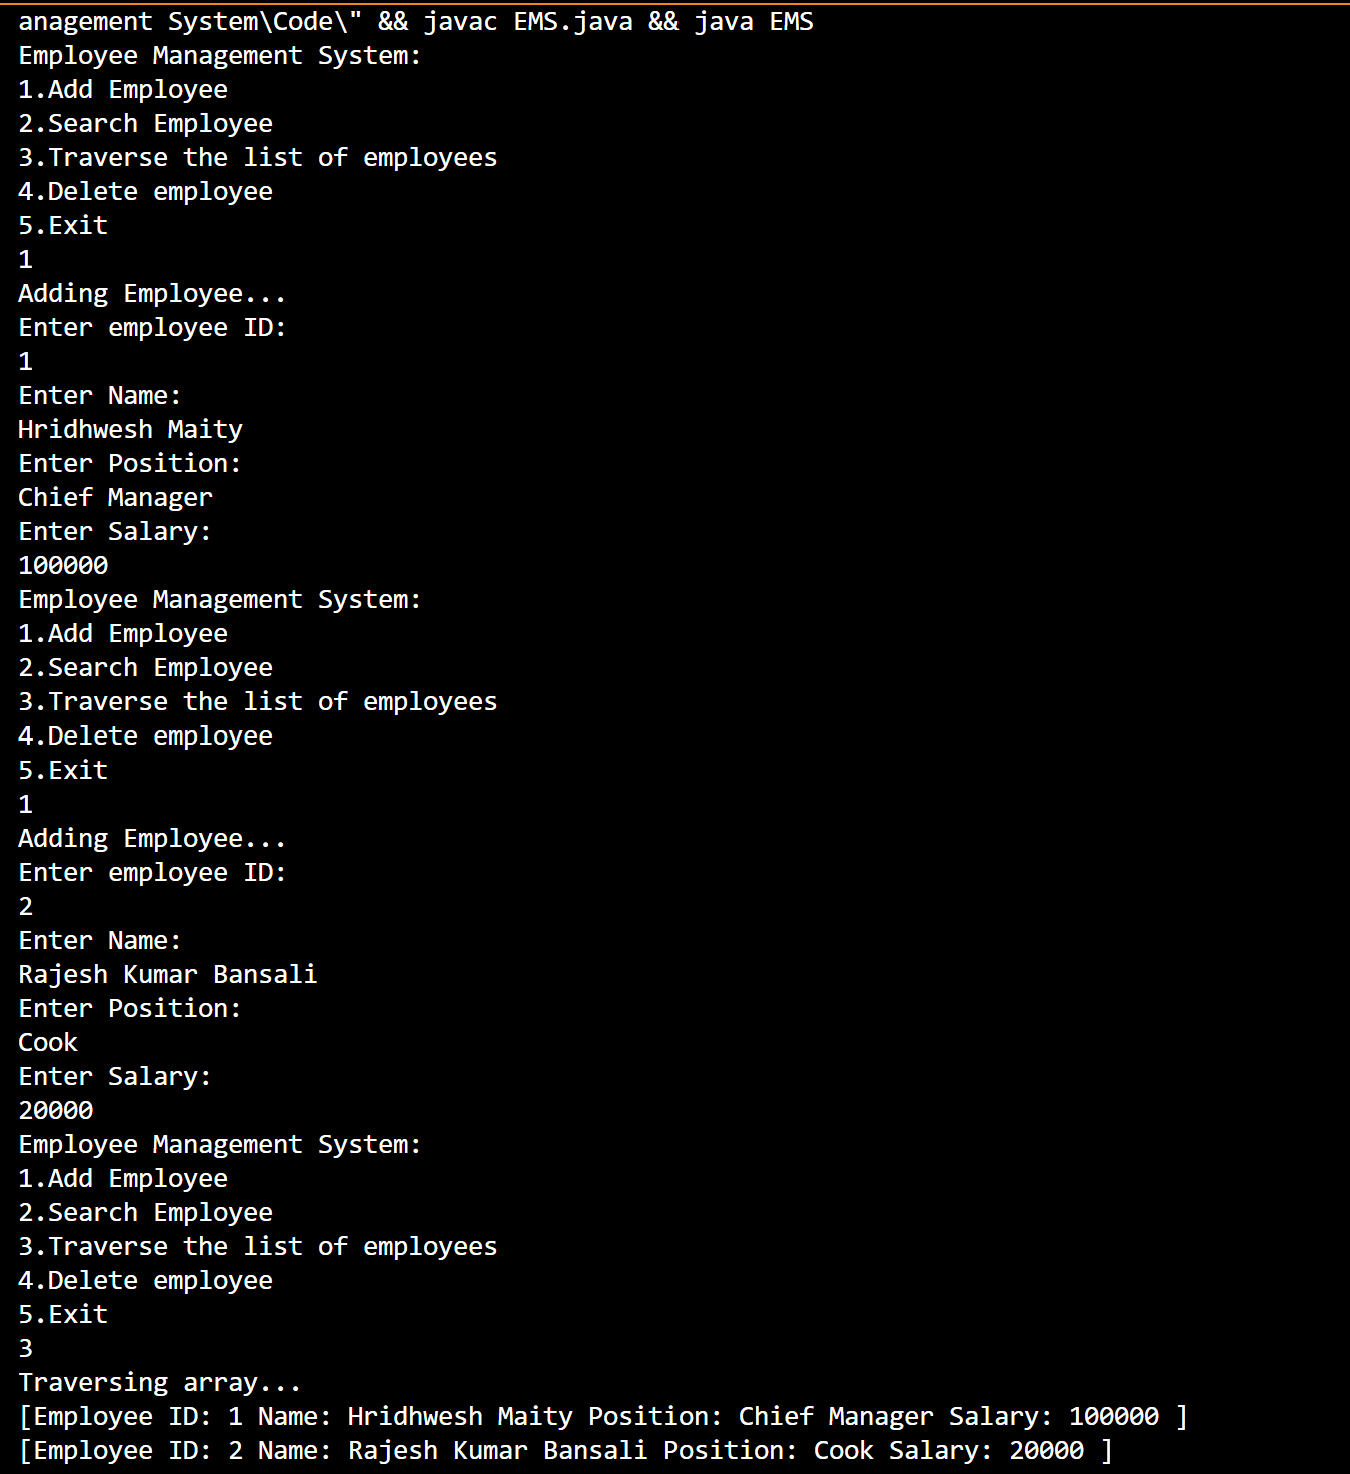 anagement System\Code\" && javac EMS.java && java EMS
Employee Management System:
1.Add Employee
2.Search Employee
3.Traverse the list of employees
4.Delete employee
5.Exit
1
Adding Employee...
Enter employee ID:
1
Enter Name:
Hridhwesh Maity
Enter Position:
Chief Manager
Enter Salary:
100000
Employee Management System:
1.Add Employee
2.Search Employee
3.Traverse the list of employees
4.Delete employee
5.Exit
1
Adding Employee...
Enter employee ID:
2
Enter Name:
Rajesh Kumar Bansali
Enter Position:
Cook
Enter Salary:
20000
Employee Management System:
1.Add Employee
2.Search Employee
3.Traverse the list of employees
4.Delete employee
5.Exit
3
Traversing array...
[Employee ID: 1 Name: Hridhwesh Maity Position: Chief Manager Salary: 100000 ]
[Employee ID: 2 Name: Rajesh Kumar Bansali Position: Cook Salary: 20000 ]